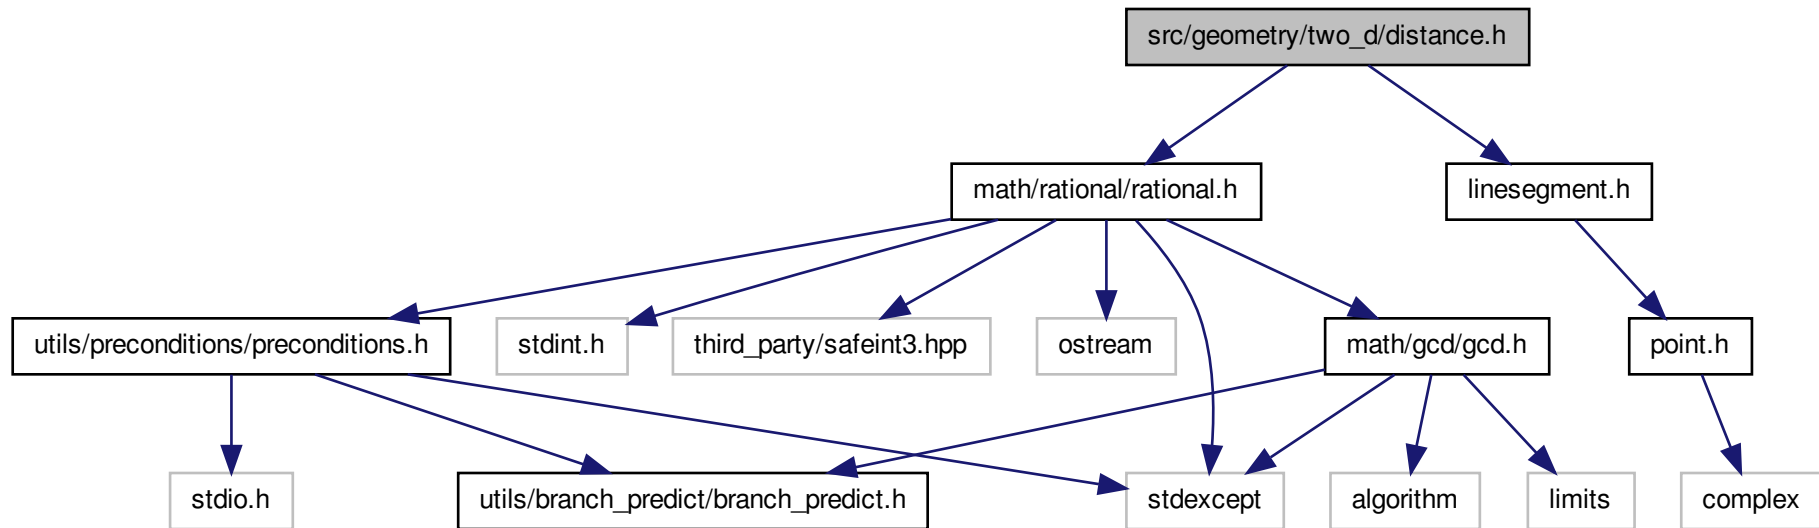 src/geometry/two_d/distance.h
math/rational/rational.h
linesegment.h
utils/preconditions/preconditions.h
stdint.h
third_party/safeint3.hpp
ostream
math/gcd/gcd.h
point.h
stdio.h
utils/branch_predict/branch_predict.h
stdexcept
algorithm
limits
complex